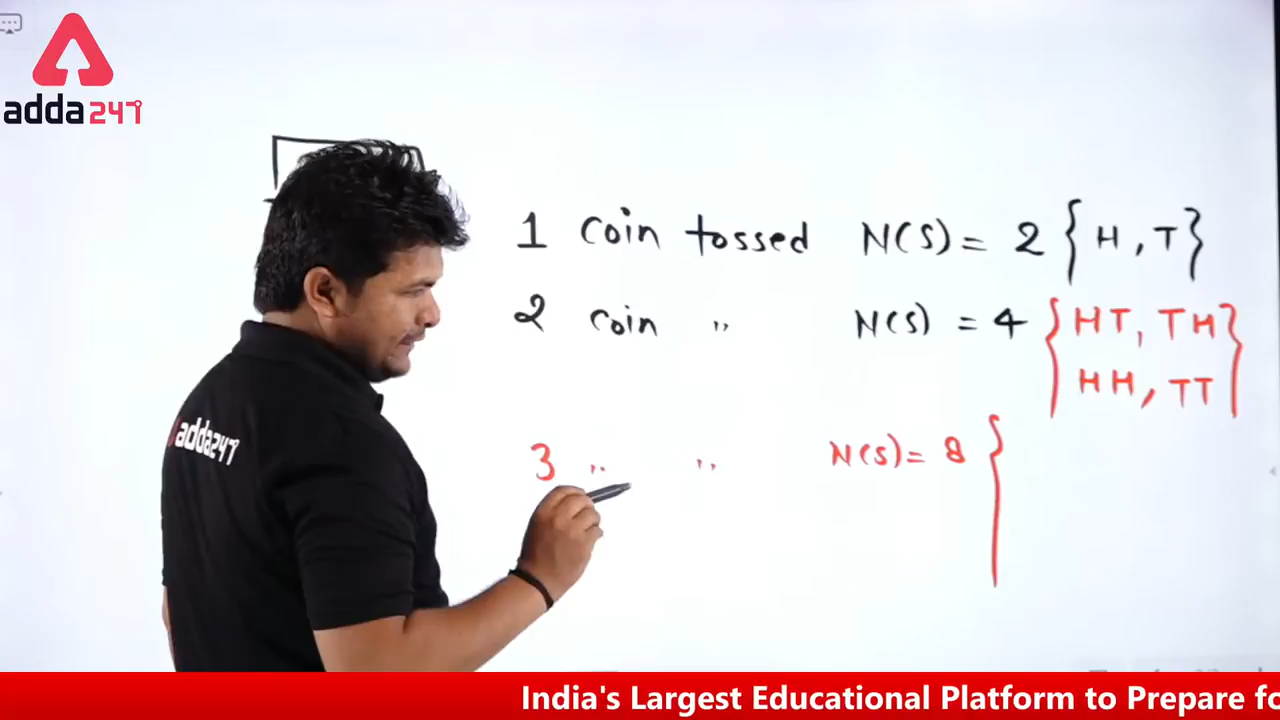 adda247
1 coin tossed N(S) = 2 { H, T }
2 coin " N(S) = 4 { HT, TH
HH, TT }
3 " " N(S) = 8 {
adda247
India's Largest Educational Platform to Prepare fo